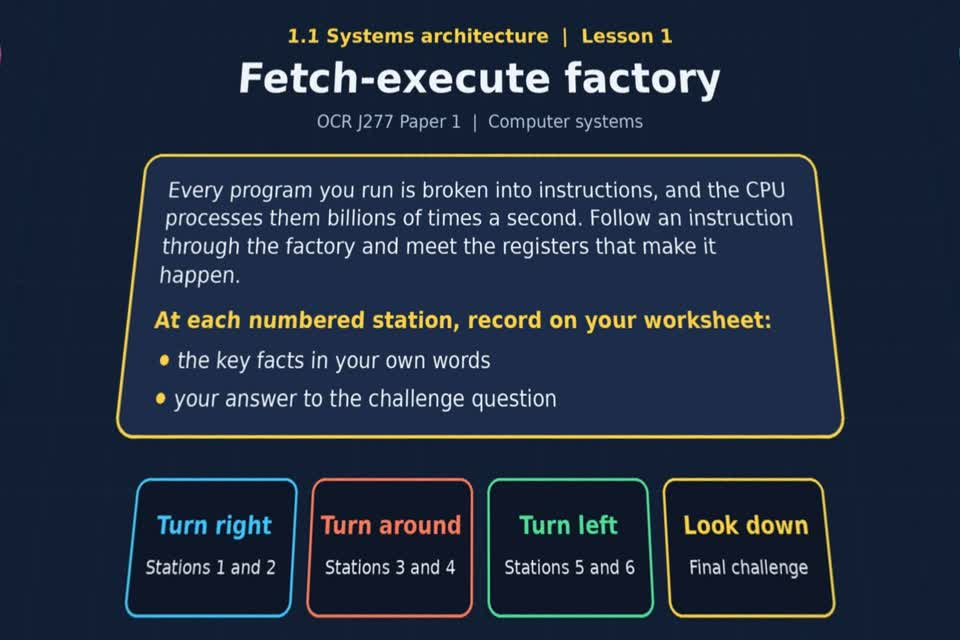 1.1 Systems architecture | Lesson 1
Fetch-execute factory
OCR J277 Paper 1 | Computer systems
Every program you run is broken into instructions, and the CPU
processes them billions of times a second. Follow an instruction
through the factory and meet the registers that make it
happen.
At each numbered station, record on your worksheet:
• the key facts in your own words
• your answer to the challenge question
Turn right
Stations 1 and 2
Turn around
Stations 3 and 4
Turn left
Stations 5 and 6
Look down
Final challenge